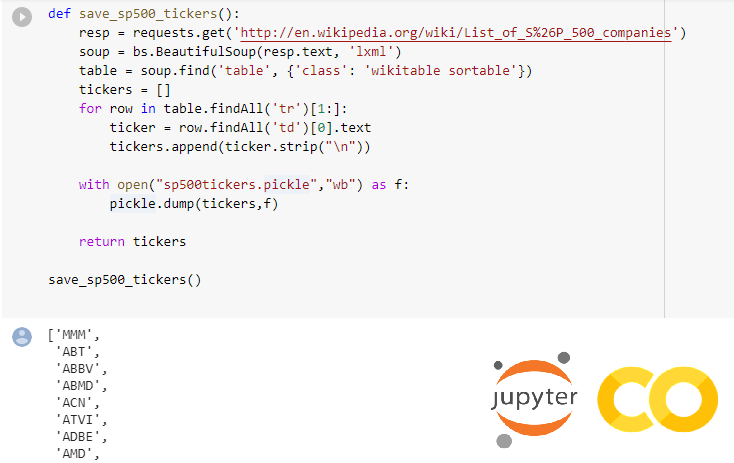 def save_sp500_tickers():
    resp = requests.get('http://en.wikipedia.org/wiki/List_of_S%26P_500_companies')
    soup = bs.BeautifulSoup(resp.text, 'lxml')
    table = soup.find('table', {'class': 'wikitable sortable'})
    tickers = []
    for row in table.findAll('tr')[1:]:
        ticker = row.findAll('td')[0].text
        tickers.append(ticker.strip("\n"))
    with open("sp500tickers.pickle","wb") as f:
        pickle.dump(tickers,f)
    return tickers
save_sp500_tickers()
['MMM',
 'ABT',
 'ABBV',
 'ABMD',
 'ACN',
 'ATVI',
 'ADBE',
 'AMD',
jupyter